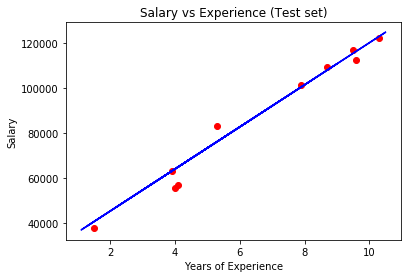 Salary vs Experience (Test set)
120000
100000
80000
60000
40000
Salary
2 4 6 8 10
Years of Experience